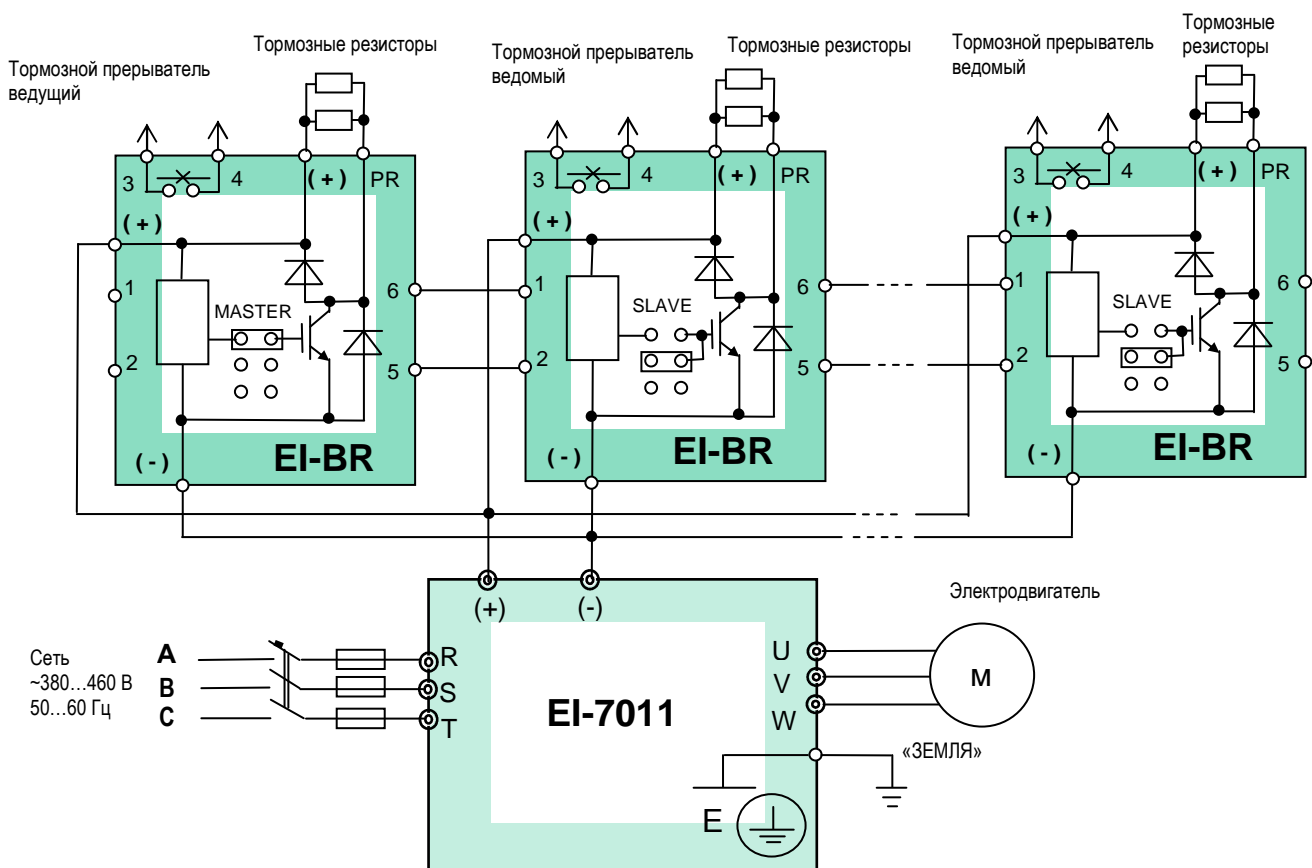 Тормозной прерыватель
ведущий
Тормозные резисторы
Тормозной прерыватель
ведомый
Тормозные резисторы
Тормозной прерыватель
ведомый
Тормозные
резисторы
3 4 (+) PR
(+)
1
2
MASTER
6
5
(-)
EI-BR
3 4 (+) PR
(+)
1
2
SLAVE
6
5
(-)
EI-BR
3 4 (+) PR
(+)
1
2
SLAVE
6
5
(-)
EI-BR
(+) (-)
Сеть
~380...460 В
50...60 Гц
A
B
C
R
S
T
EI-7011
U
V
W
Электродвигатель
M
«ЗЕМЛЯ»
E